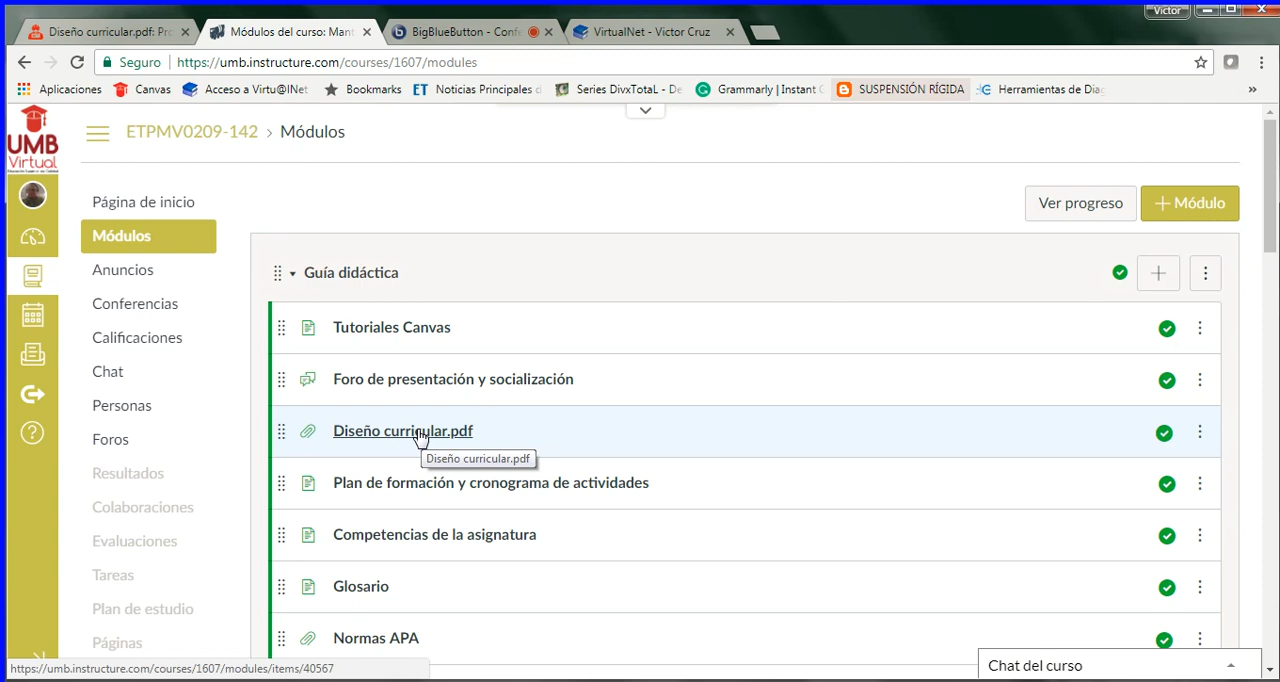 Victor
Diseño curricular.pdf: Pro
Módulos del curso: Mant
BigBlueButton - Confe
VirtualNet - Victor Cruz
Seguro https://umb.instructure.com/courses/1607/modules
Aplicaciones
Canvas
Acceso a Virtu@lNet
Bookmarks
ET Noticias Principales d
Series DivxTotaL - De
Grammarly | Instant
SUSPENSIÓN RÍGIDA
Herramientas de Diag
»
UMB
Virtual
ETPMV0209-142 > Módulos
Página de inicio
Módulos
Anuncios
Conferencias
Calificaciones
Chat
Personas
Foros
Resultados
Colaboraciones
Evaluaciones
Tareas
Plan de estudio
Páginas
Ver progreso
+ Módulo
Guía didáctica
Tutoriales Canvas
Foro de presentación y socialización
Diseño curricular.pdf
Diseño curricular.pdf
Plan de formación y cronograma de actividades
Competencias de la asignatura
Glosario
Normas APA
https://umb.instructure.com/courses/1607/modules/items/40567
Chat del curso